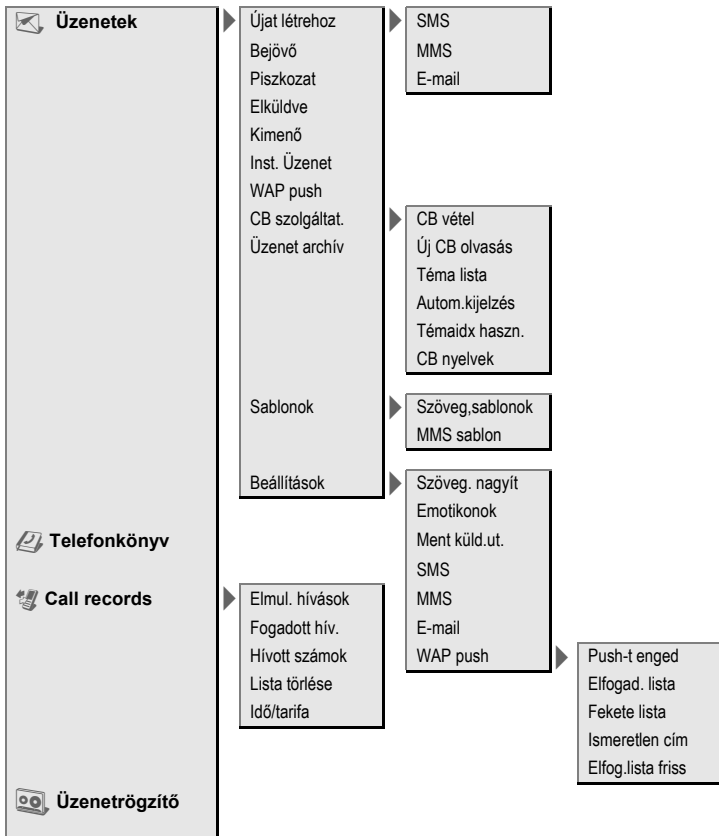 Üzenetek
Újat létrehoz
Bejövő
Piszkozat
Elküldve
Kimenő
Inst. Üzenet
WAP push
CB szolgáltat.
Üzenet archív
Sablonok
Beállítások
SMS
MMS
E-mail
CB vétel
Új CB olvasás
Téma lista
Autom.kijelzés
Témaidx haszn.
CB nyelvek
Szöveg,sablonok
MMS sablon
Szöveg. nagyít
Emotikonok
Ment küld.ut.
SMS
MMS
E-mail
WAP push
Push-t enged
Elfogad. lista
Fekete lista
Ismeretlen cím
Elfog.lista friss
Telefonkönyv
Call records
Elmul. hívások
Fogadott hív.
Hívott számok
Lista törlése
Idő/tarifa
Üzenetrögzítő